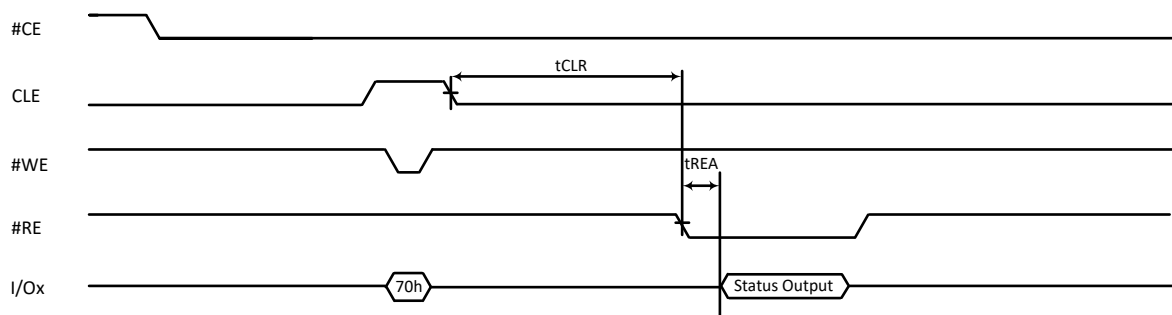 #CE
tCLR
CLE
#WE
tREA
#RE
I/Ox 70h Status Output